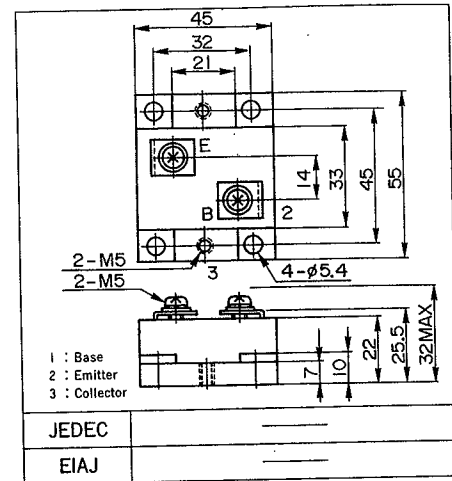 45
32
21
E
14
33
45
55
B
2
2-M5
3
4-φ5.4
2-M5
7
10
22
25.5
32MAX
1 : Base
2 : Emitter
3 : Collector
JEDEC ———
EIAJ ———